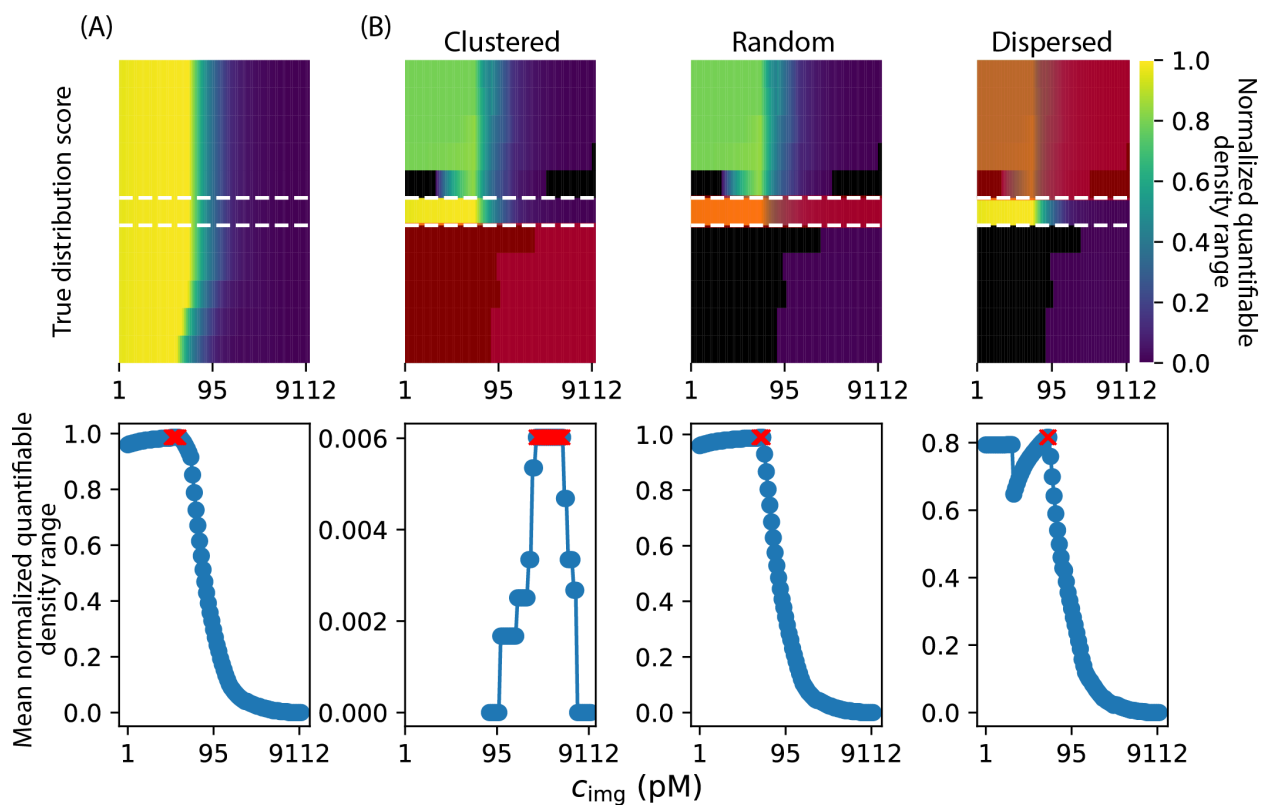 (A)
(B)
Clustered
Random
Dispersed
True distribution score
1 95 9112
1 95 9112
1 95 9112
1 95 9112
1.0
0.8
0.6
0.4
0.2
0.0
Normalized quantifiable
density range
Mean normalized quantifiable
density range
1.0
0.8
0.6
0.4
0.2
0.0
1 95 9112
0.006
0.004
0.002
0.000
1 95 9112
1.0
0.8
0.6
0.4
0.2
0.0
1 95 9112
0.8
0.6
0.4
0.2
0.0
1 95 9112
c_img (pM)